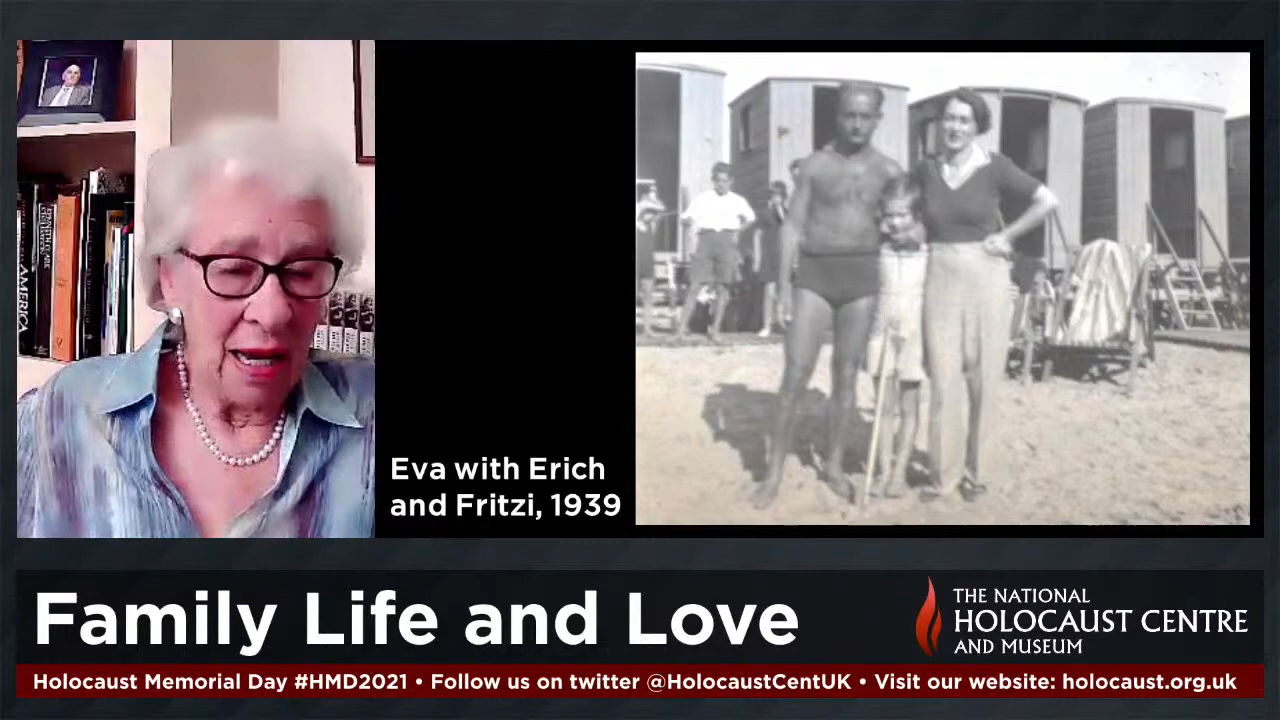 AMERICA
Eva with Erich
and Fritzi, 1939
Family Life and Love
THE NATIONAL
HOLOCAUST CENTRE
AND MUSEUM
Holocaust Memorial Day #HMD2021 • Follow us on twitter @HolocaustCentUK • Visit our website: holocaust.org.uk